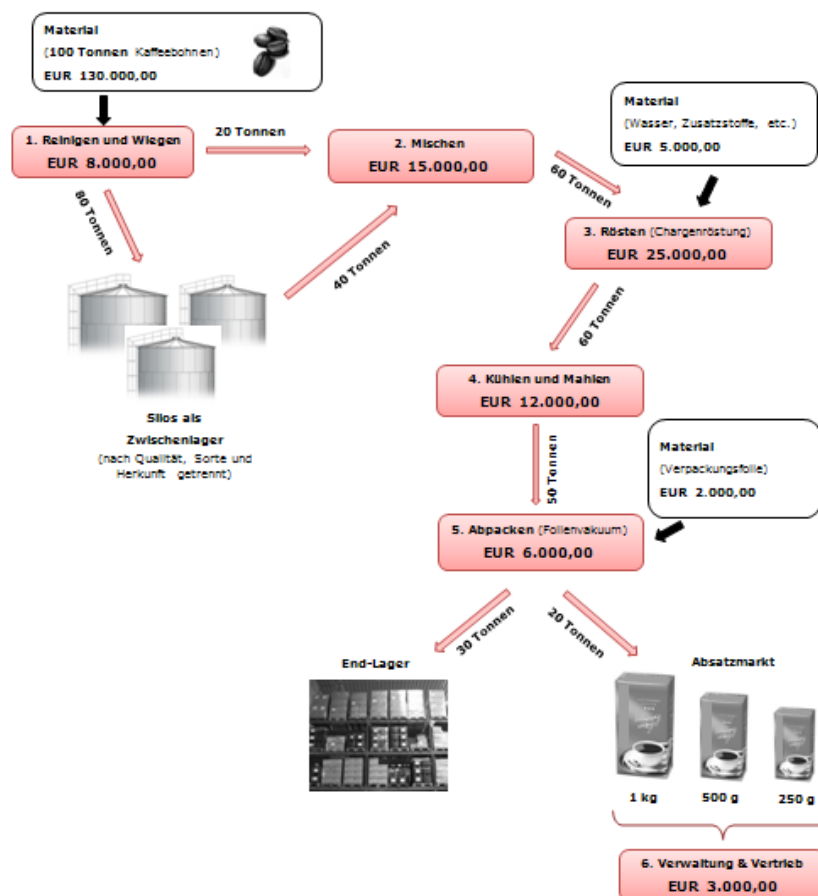 Material
(100 Tonnen Kaffeebohnen)
EUR 130.000,00
1. Reinigen und Wiegen
EUR 8.000,00
20 Tonnen
2. Mischen
EUR 15.000,00
Material
(Wasser, Zusatzstoffe, etc.)
EUR 5.000,00
60 Tonnen
80 Tonnen
3. Rösten (Chargenröstung)
EUR 25.000,00
40 Tonnen
60 Tonnen
4. Kühlen und Mahlen
EUR 12.000,00
Silos als
Zwischenlager
(nach Qualität, Sorte und
Herkunft getrennt)
50 Tonnen
Material
(Verpackungsfolie)
EUR 2.000,00
5. Abpacken (Folienvakuum)
EUR 6.000,00
30 Tonnen
20 Tonnen
End-Lager
Absatzmarkt
1 kg
500 g
250 g
6. Verwaltung & Vertrieb
EUR 3.000,00